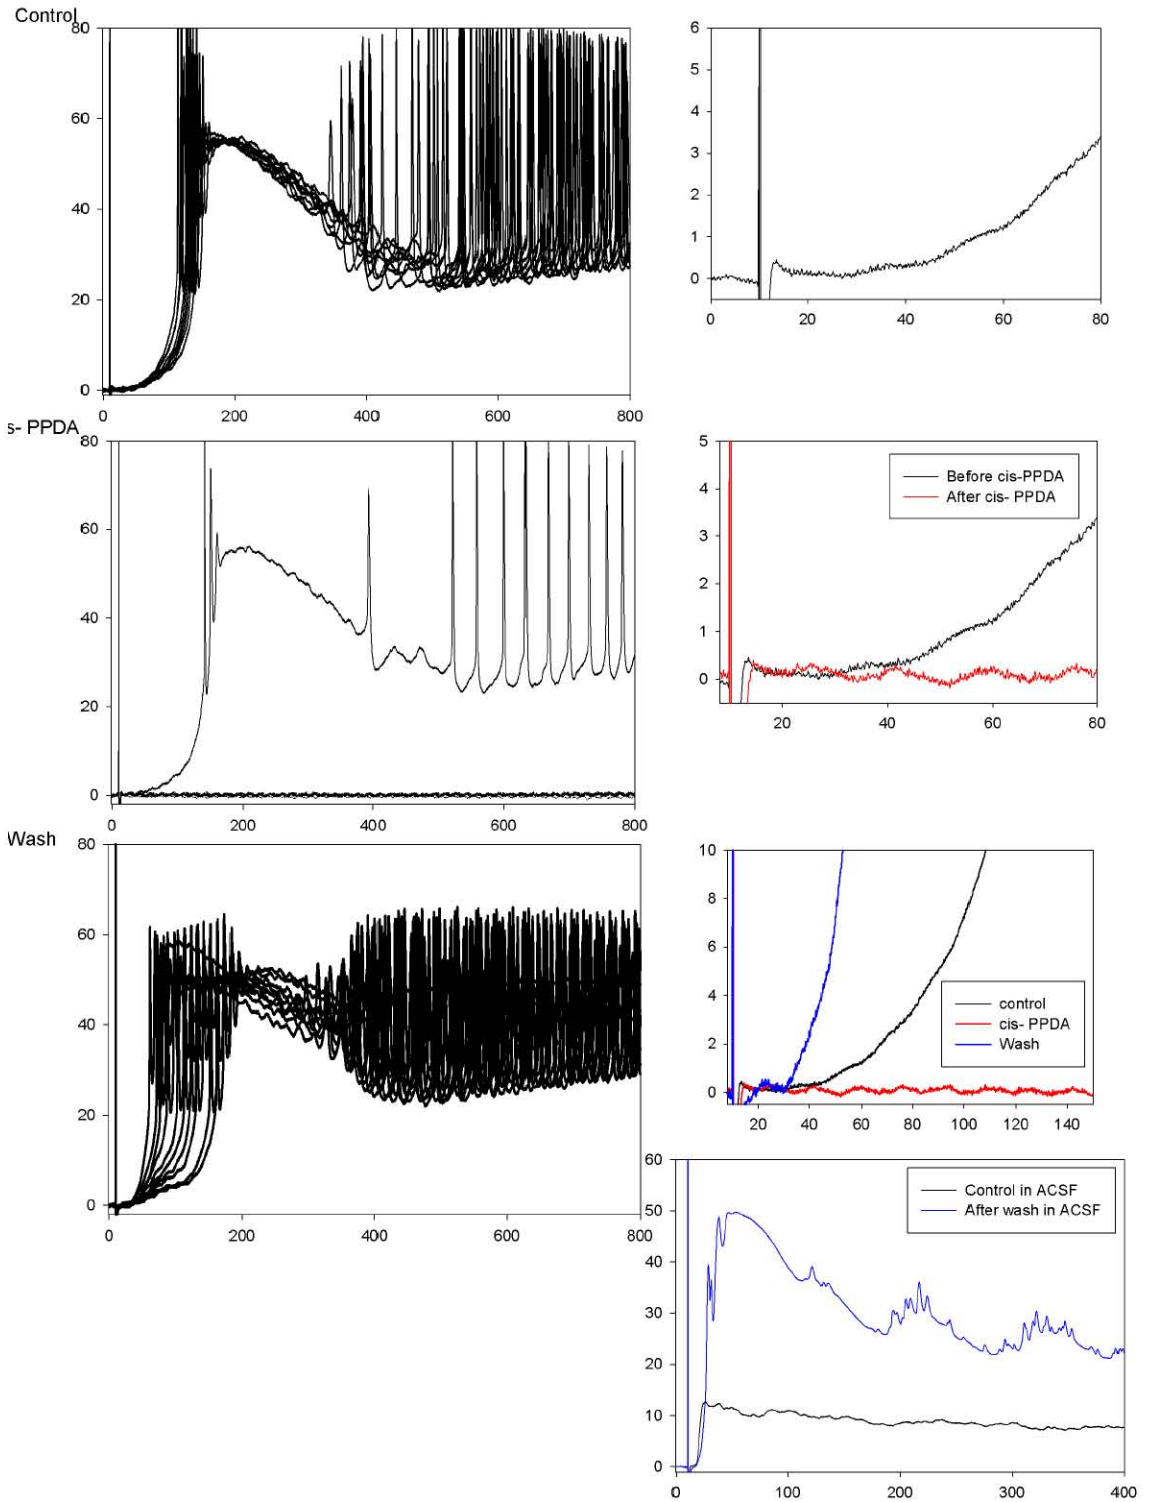 Control
80
60
40
20
0
0 200 400 600 800
6
5
4
3
2
1
0
0 20 40 60 80
s- PPDA
80
60
40
20
0
0 200 400 600 800
5
4
3
2
1
0
20 40 60 80
Before cis-PPDA
After cis- PPDA
Wash
80
60
40
20
0
0 200 400 600 800
10
8
6
4
2
0
20 40 60 80 100 120 140
control
cis- PPDA
Wash
60
50
40
30
20
10
0
0 100 200 300 400
Control in ACSF
After wash in ACSF